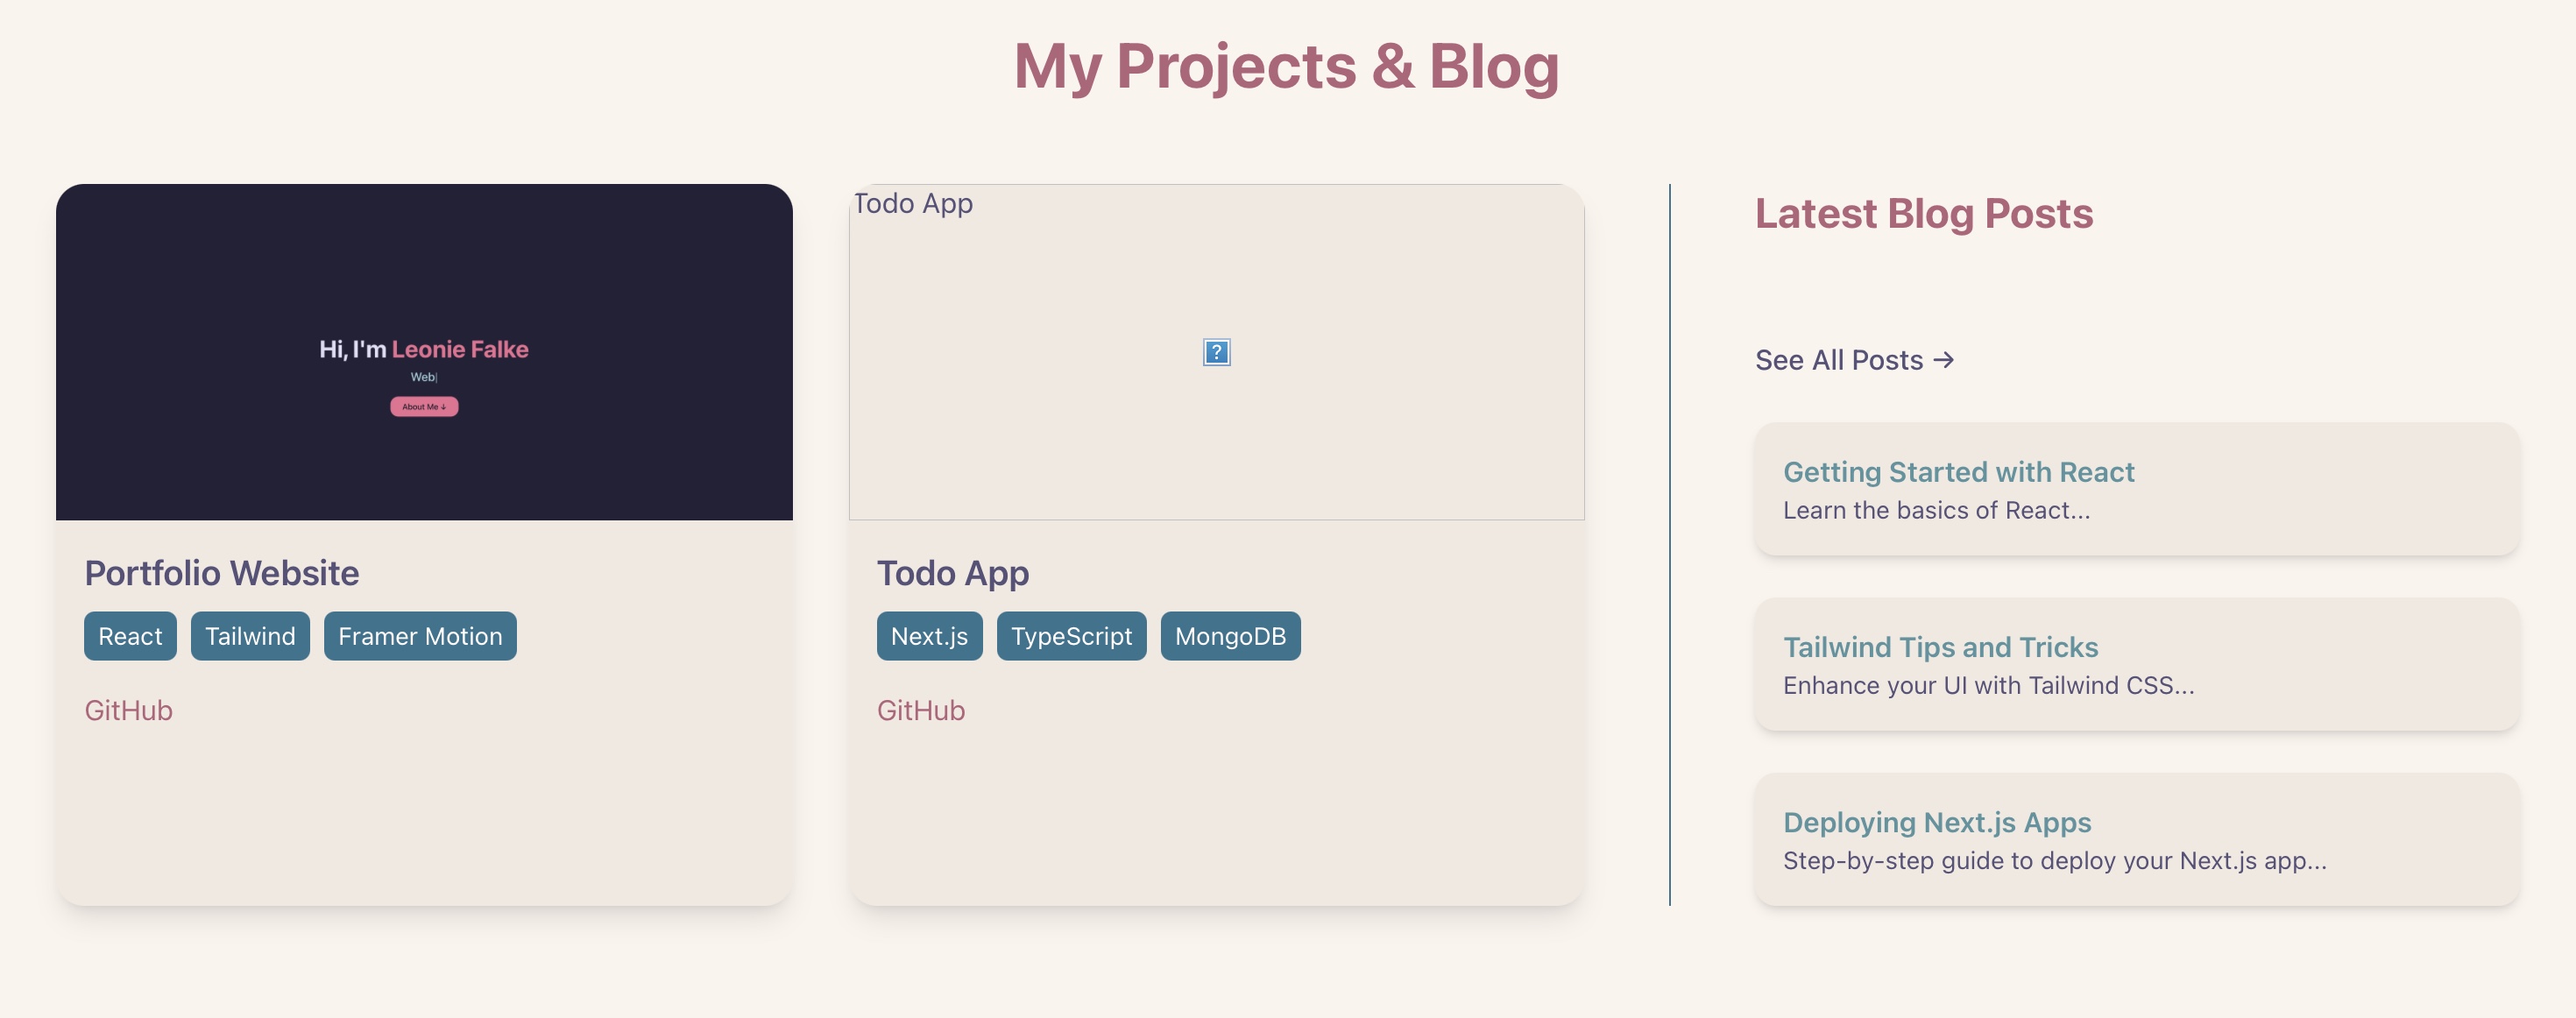 My Projects & Blog
Hi, I'm Leonie Falke
Web|
About Me ↓
Portfolio Website
React
Tailwind
Framer Motion
GitHub
Todo App
?
Todo App
Next.js
TypeScript
MongoDB
GitHub
Latest Blog Posts
See All Posts →
Getting Started with React
Learn the basics of React...
Tailwind Tips and Tricks
Enhance your UI with Tailwind CSS...
Deploying Next.js Apps
Step-by-step guide to deploy your Next.js app...